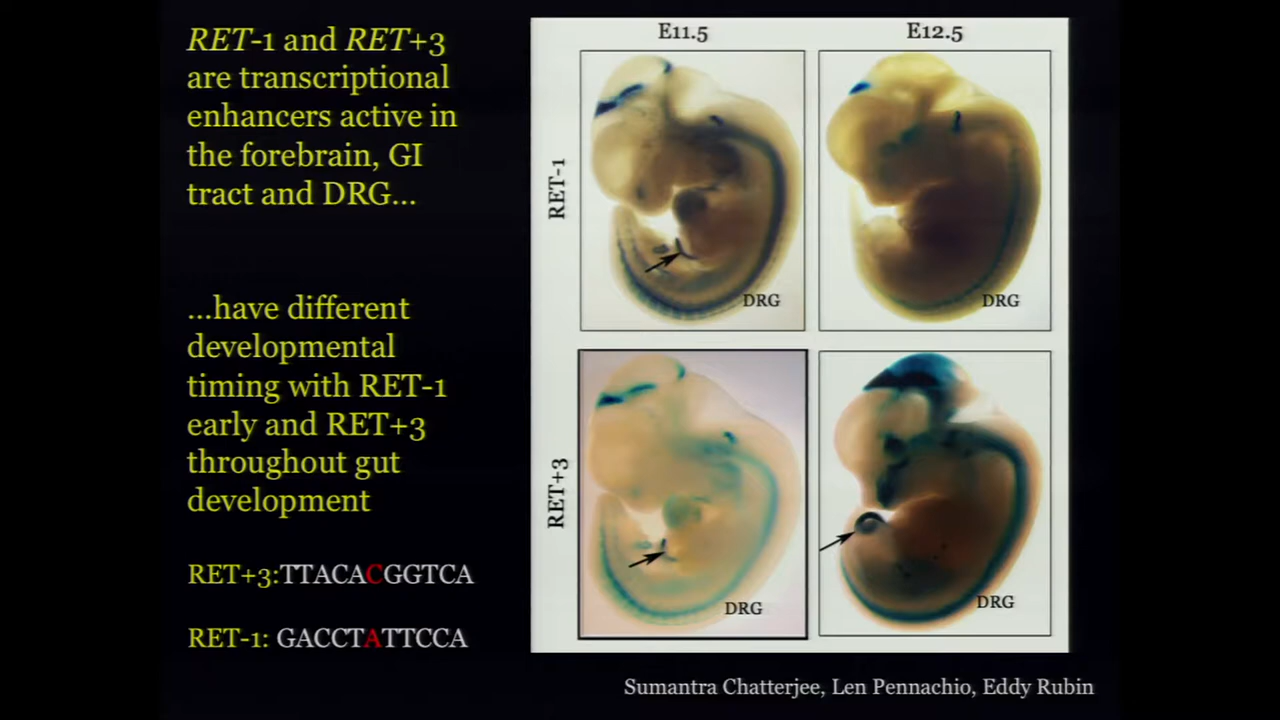 RET-1 and RET+3
are transcriptional
enhancers active in
the forebrain, GI
tract and DRG...
...have different
developmental
timing with RET-1
early and RET+3
throughout gut
development
RET+3:TTACACGGTCA
RET-1: GACCTATTCCA
E11.5
E12.5
RET-1
DRG
DRG
RET+3
DRG
DRG
Sumantra Chatterjee, Len Pennachio, Eddy Rubin